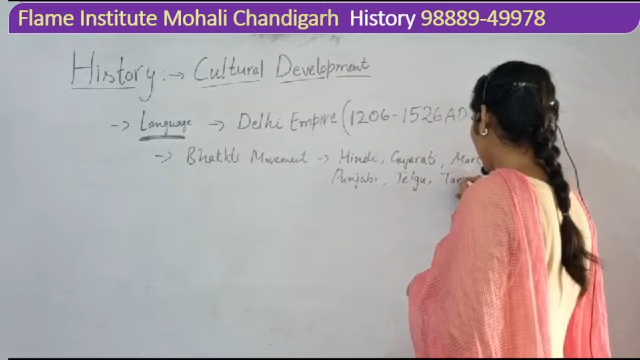 Flame Institute Mohali Chandigarh History 98889-49978
History :→ Cultural Development
→ Language → Delhi Empire (1206-1526AD
→ Bhakti Movement → Hindi, Gujarati,
Punjabi, Telgu,